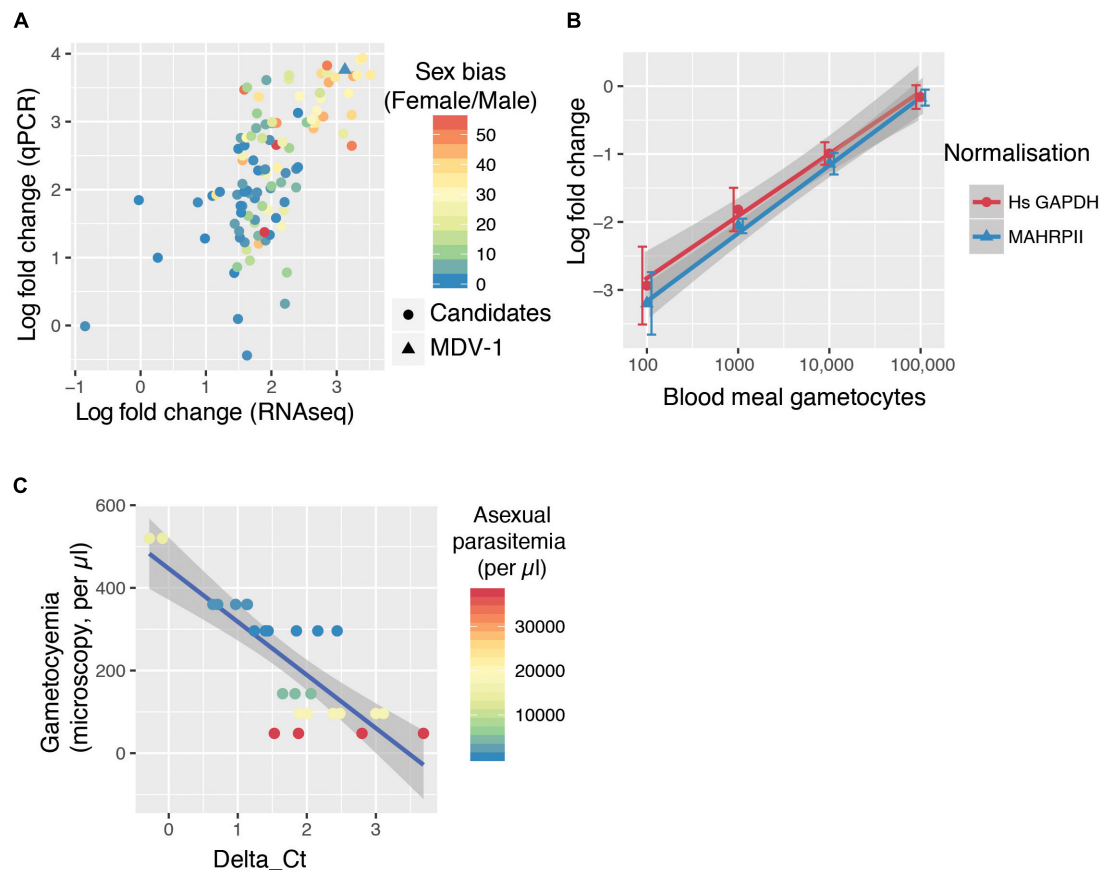 A
Log fold change (qPCR)
4
3
2
1
0
−1
0
1
2
3
Log fold change (RNAseq)
Sex bias
(Female/Male)
50
40
30
20
10
0
Candidates
MDV-1
B
Log fold change
0
−1
−2
−3
100
1000
10,000
100,000
Blood meal gametocytes
Normalisation
Hs GAPDH
MAHRPII
C
Gametocyemia
(microscopy, per µl)
600
400
200
0
0
1
2
3
Delta_Ct
Asexual
parasitemia
(per µl)
30000
20000
10000